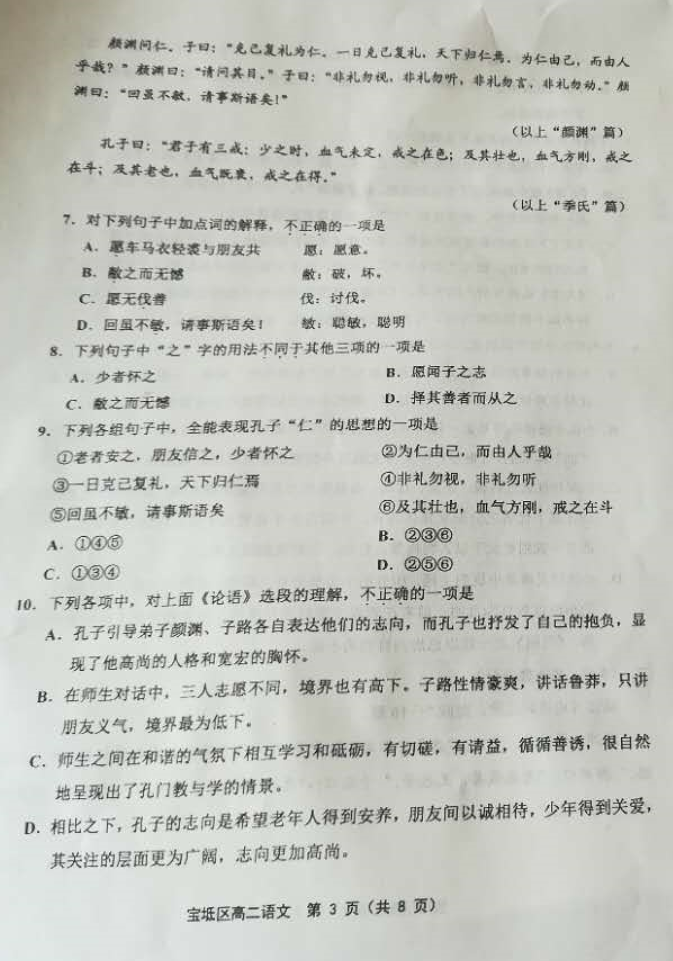 颜渊问仁。子曰："克己复礼为仁。一日克己复礼，天下归仁焉。为仁由己，而由人
乎哉？"颜渊曰："请问其目。"子曰："非礼勿视，非礼勿听，非礼勿言，非礼勿动。"颜
渊曰："回虽不敏，请事斯语矣！"
（以上"颜渊"篇）
孔子曰："君子有三戒：少之时，血气未定，戒之在色；及其壮也，血气方刚，戒之
在斗；及其老也，血气既衰，戒之在得。"
（以上"季氏"篇）
7．对下列句子中加点词的解释，不正确的一项是
A．愿车马衣轻裘与朋友共 愿：愿意。
B．敝之而无憾 敝：破，坏。
C．愿无伐善 伐：讨伐。
D．回虽不敏，请事斯语矣！ 敏：聪敏，聪明
8．下列句子中"之"字的用法不同于其他三项的一项是
A．少者怀之 B．愿闻子之志
C．敝之而无憾 D．择其善者而从之
9．下列各组句子中，全能表现孔子"仁"的思想的一项是
①老者安之，朋友信之，少者怀之 ②为仁由己，而由人乎哉
③一日克己复礼，天下归仁焉 ④非礼勿视，非礼勿听
⑤回虽不敏，请事斯语矣 ⑥及其壮也，血气方刚，戒之在斗
A．①④⑤ B．②③⑥
C．①③④ D．②⑤⑥
10．下列各项中，对上面《论语》选段的理解，不正确的一项是
A．孔子引导弟子颜渊、子路各自表达他们的志向，而孔子也抒发了自己的抱负，显
现了他高尚的人格和宽宏的胸怀。
B．在师生对话中，三人志愿不同，境界也有高下。子路性情豪爽，讲话鲁莽，只讲
朋友义气，境界最为低下。
C．师生之间在和谐的气氛下相互学习和砥砺，有切磋，有请益，循循善诱，很自然
地呈现出了孔门教与学的情景。
D．相比之下，孔子的志向是希望老年人得到安养，朋友间以诚相待，少年得到关爱，
其关注的层面更为广阔，志向更加高尚。
宝坻区高二语文 第 3 页（共 8 页）